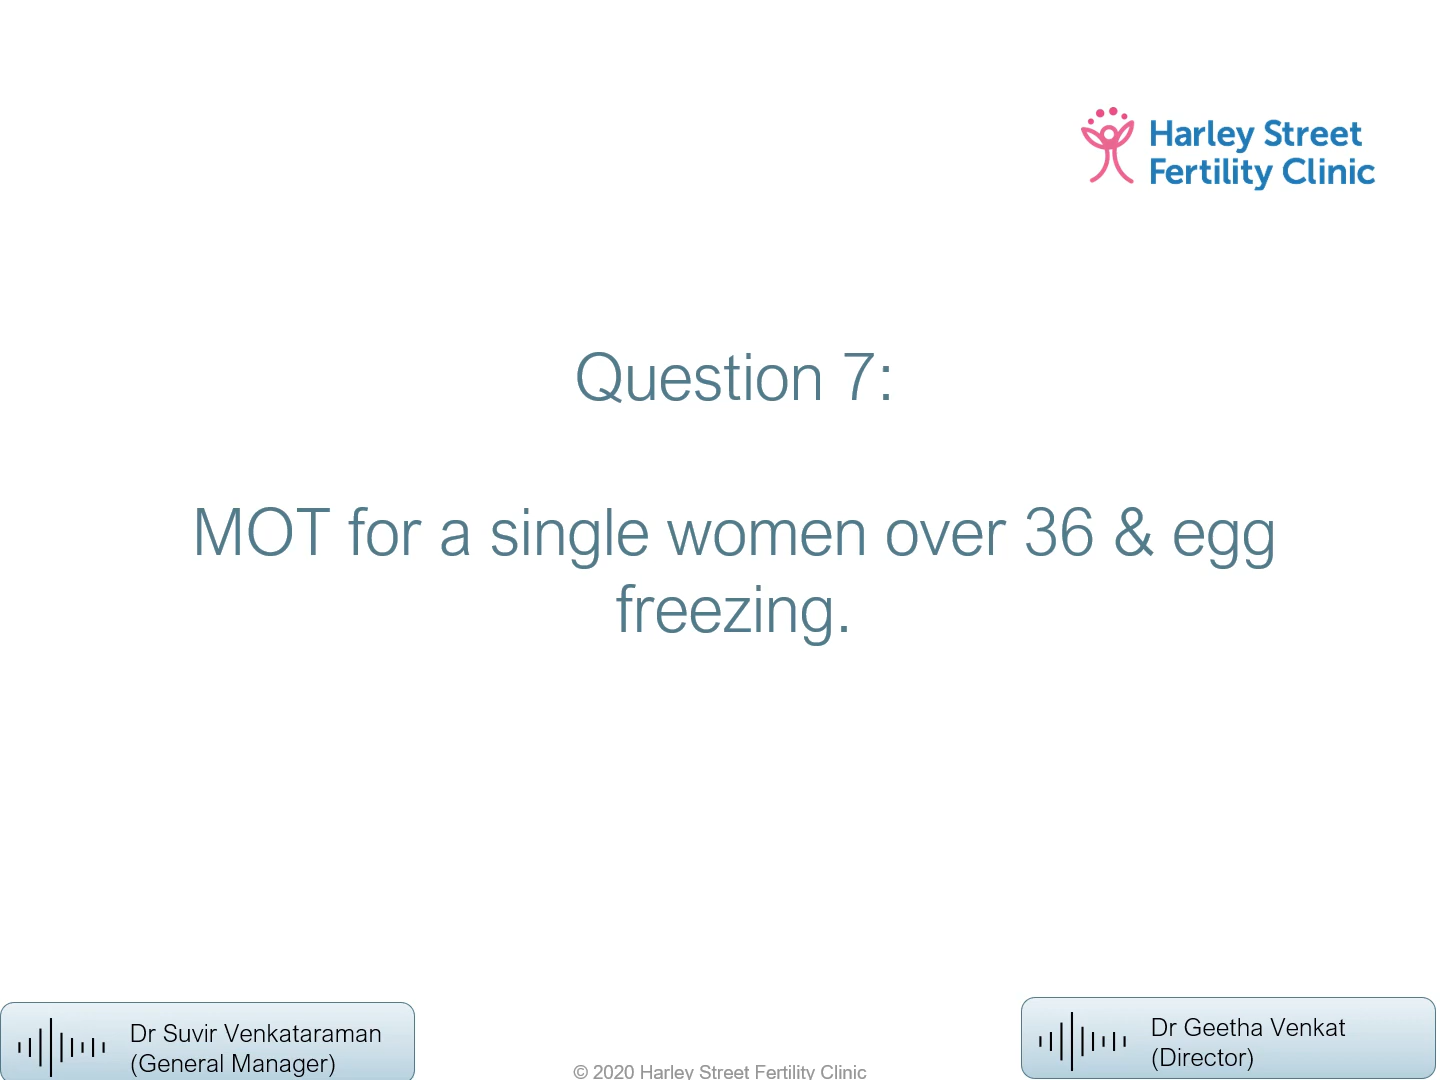 Harley Street
Fertility Clinic
Question 7:
MOT for a single women over 36 & egg
freezing.
Dr Suvir Venkataraman
(General Manager)
© 2020 Harley Street Fertility Clinic
Dr Geetha Venkat
(Director)